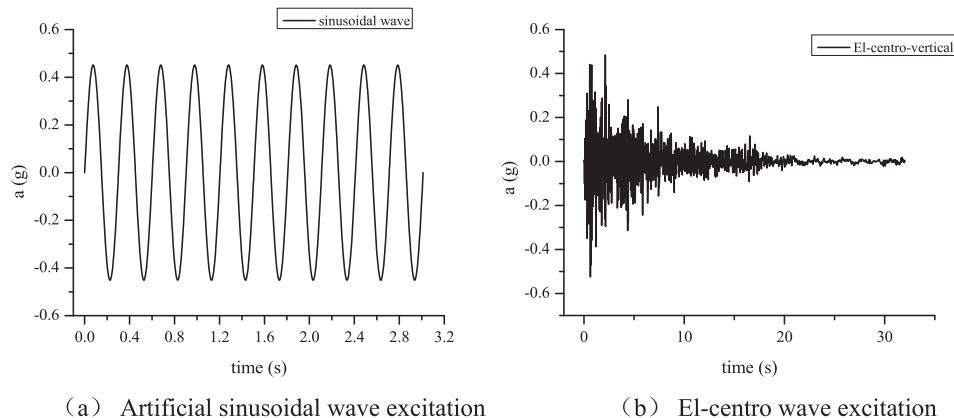 sinusoidal wave
0.6
0.4
0.2
0.0
-0.2
-0.4
-0.6
a (g)
0.0 0.4 0.8 1.2 1.6 2.0 2.4 2.8 3.2
time (s)
(a) Artificial sinusoidal wave excitation
El-centro-vertical
0.6
0.4
0.2
0.0
-0.2
-0.4
-0.6
a (g)
0 10 20 30
time (s)
(b) El-centro wave excitation